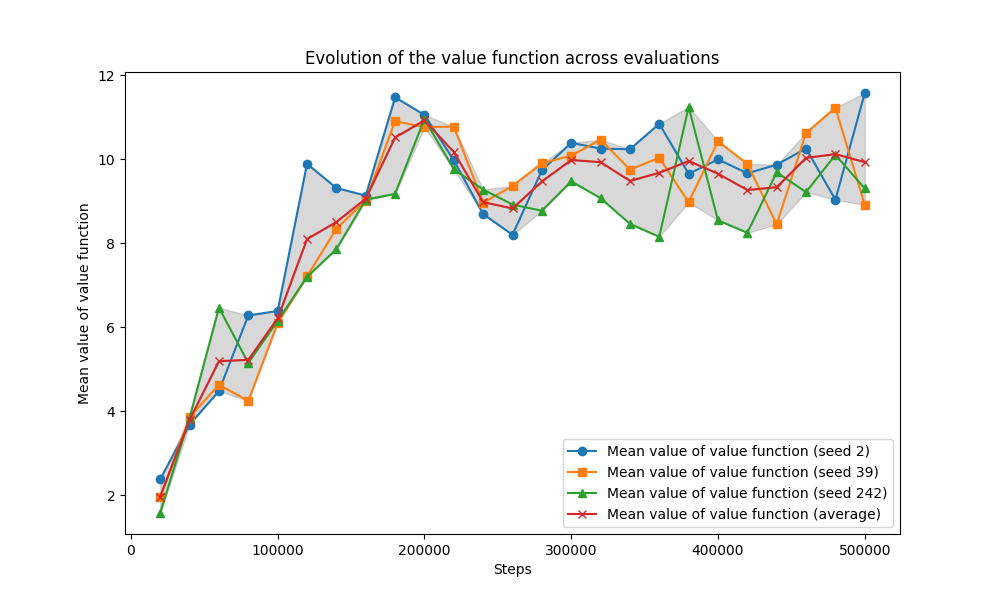 Evolution of the value function across evaluations
Mean value of value function
12
10
8
6
4
2
0
100000
200000
300000
400000
500000
Steps
Mean value of value function (seed 2)
Mean value of value function (seed 39)
Mean value of value function (seed 242)
Mean value of value function (average)